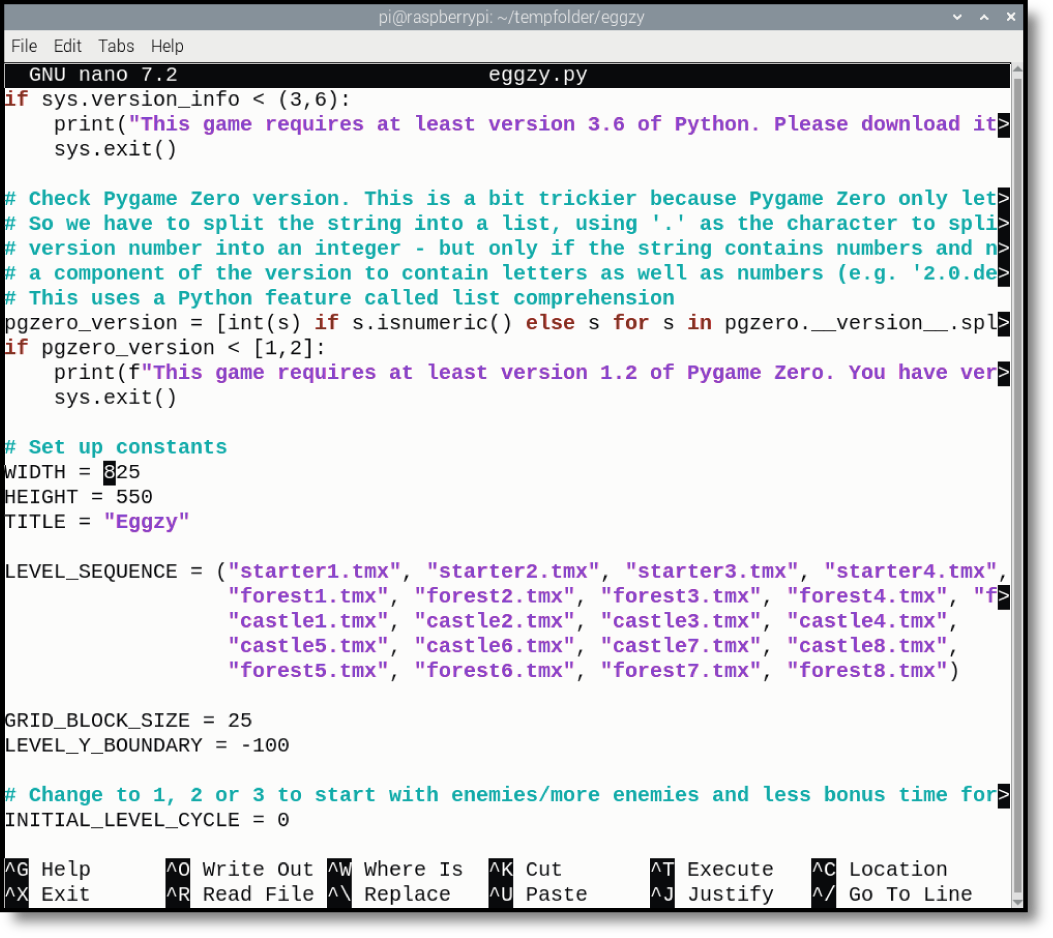 pi@raspberrypi: ~/tempfolder/eggzy
File Edit Tabs Help
GNU nano 7.2 eggzy.py
if sys.version_info < (3,6):
    print("This game requires at least version 3.6 of Python. Please download it>
    sys.exit()
# Check Pygame Zero version. This is a bit trickier because Pygame Zero only let>
# So we have to split the string into a list, using '.' as the character to spli>
# version number into an integer - but only if the string contains numbers and n>
# a component of the version to contain letters as well as numbers (e.g. '2.0.de>
# This uses a Python feature called list comprehension
pgzero_version = [int(s) if s.isnumeric() else s for s in pgzero.__version__.spl>
if pgzero_version < [1,2]:
    print(f"This game requires at least version 1.2 of Pygame Zero. You have ver>
    sys.exit()
# Set up constants
WIDTH = 825
HEIGHT = 550
TITLE = "Eggzy"
LEVEL_SEQUENCE = ("starter1.tmx", "starter2.tmx", "starter3.tmx", "starter4.tmx",
                  "forest1.tmx", "forest2.tmx", "forest3.tmx", "forest4.tmx", "f>
                  "castle1.tmx", "castle2.tmx", "castle3.tmx", "castle4.tmx",
                  "castle5.tmx", "castle6.tmx", "castle7.tmx", "castle8.tmx",
                  "forest5.tmx", "forest6.tmx", "forest7.tmx", "forest8.tmx")
GRID_BLOCK_SIZE = 25
LEVEL_Y_BOUNDARY = -100
# Change to 1, 2 or 3 to start with enemies/more enemies and less bonus time for>
INITIAL_LEVEL_CYCLE = 0
^G Help ^O Write Out ^W Where Is ^K Cut ^T Execute ^C Location
^X Exit ^R Read File ^\ Replace ^U Paste ^J Justify ^/ Go To Line